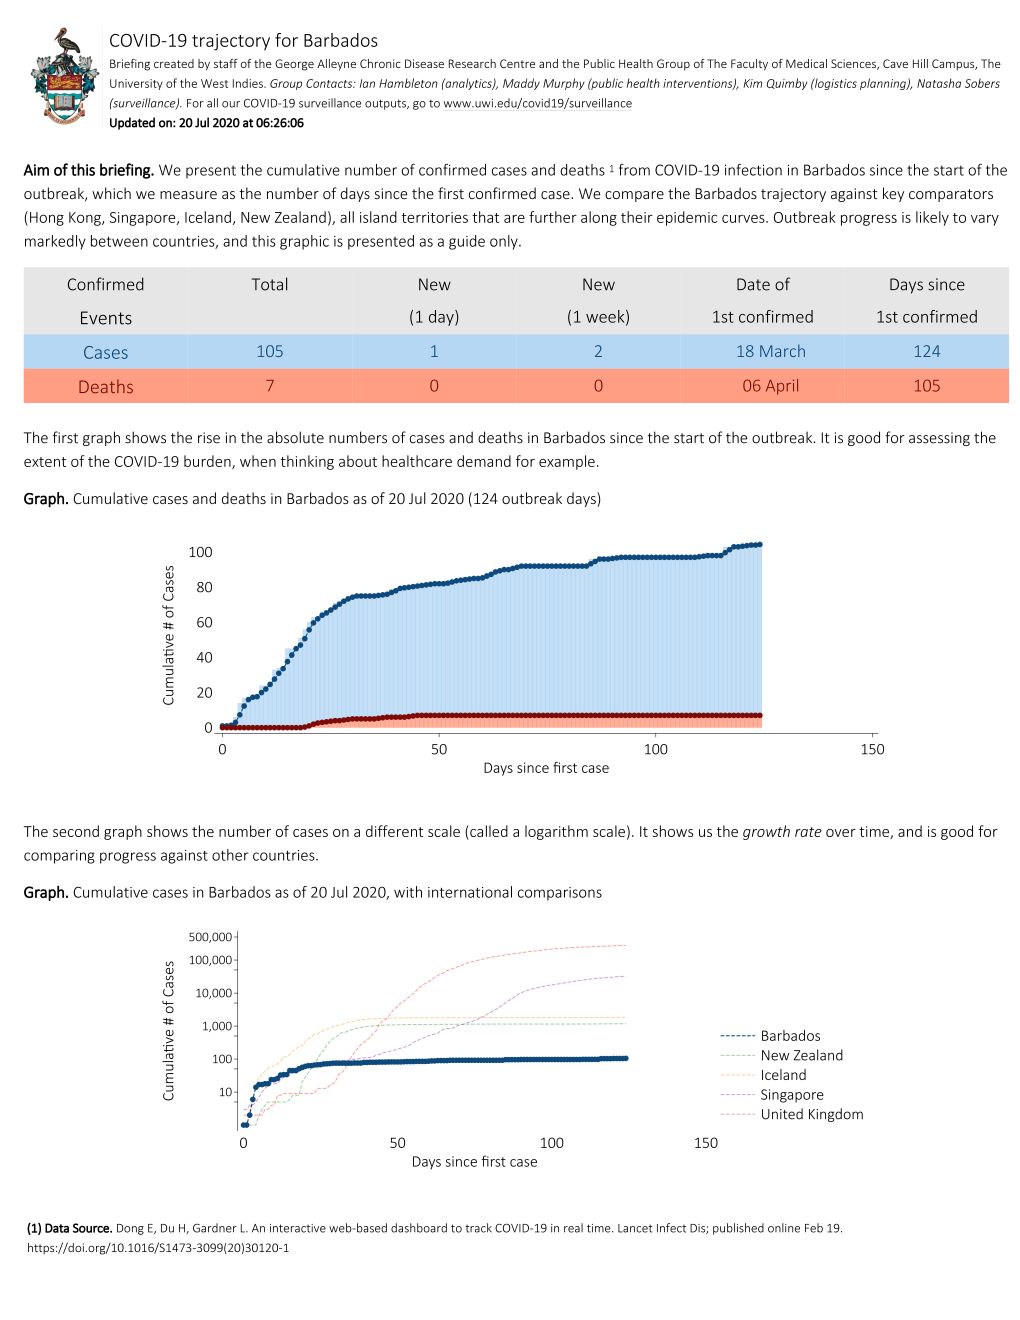 COVID-19 trajectory for Barbados
Briefing created by staff of the George Alleyne Chronic Disease Research Centre and the Public Health Group of The Faculty of Medical Sciences, Cave Hill Campus, The
University of the West Indies. Group Contacts: Ian Hambleton (analytics), Maddy Murphy (public health interventions), Kim Quimby (logistics planning), Natasha Sobers
(surveillance). For all our COVID-19 surveillance outputs, go to www.uwi.edu/covid19/surveillance
Updated on: 20 Jul 2020 at 06:26:06
Aim of this briefing. We present the cumulative number of confirmed cases and deaths 1 from COVID-19 infection in Barbados since the start of the
outbreak, which we measure as the number of days since the first confirmed case. We compare the Barbados trajectory against key comparators
(Hong Kong, Singapore, Iceland, New Zealand), all island territories that are further along their epidemic curves. Outbreak progress is likely to vary
markedly between countries, and this graphic is presented as a guide only.
Confirmed Total New New Date of Days since
Events (1 day) (1 week) 1st confirmed 1st confirmed
Cases 105 1 2 18 March 124
Deaths 7 0 0 06 April 105
The first graph shows the rise in the absolute numbers of cases and deaths in Barbados since the start of the outbreak. It is good for assessing the
extent of the COVID-19 burden, when thinking about healthcare demand for example.
Graph. Cumulative cases and deaths in Barbados as of 20 Jul 2020 (124 outbreak days)
Cumulative # of Cases
100
80
60
40
20
0
0 50 100 150
Days since first case
The second graph shows the number of cases on a different scale (called a logarithm scale). It shows us the growth rate over time, and is good for
comparing progress against other countries.
Graph. Cumulative cases in Barbados as of 20 Jul 2020, with international comparisons
Cumulative # of Cases
500,000
100,000
10,000
1,000
100
10
0 50 100 150
Days since first case
Barbados
New Zealand
Iceland
Singapore
United Kingdom
(1) Data Source. Dong E, Du H, Gardner L. An interactive web-based dashboard to track COVID-19 in real time. Lancet Infect Dis; published online Feb 19.
https://doi.org/10.1016/S1473-3099(20)30120-1